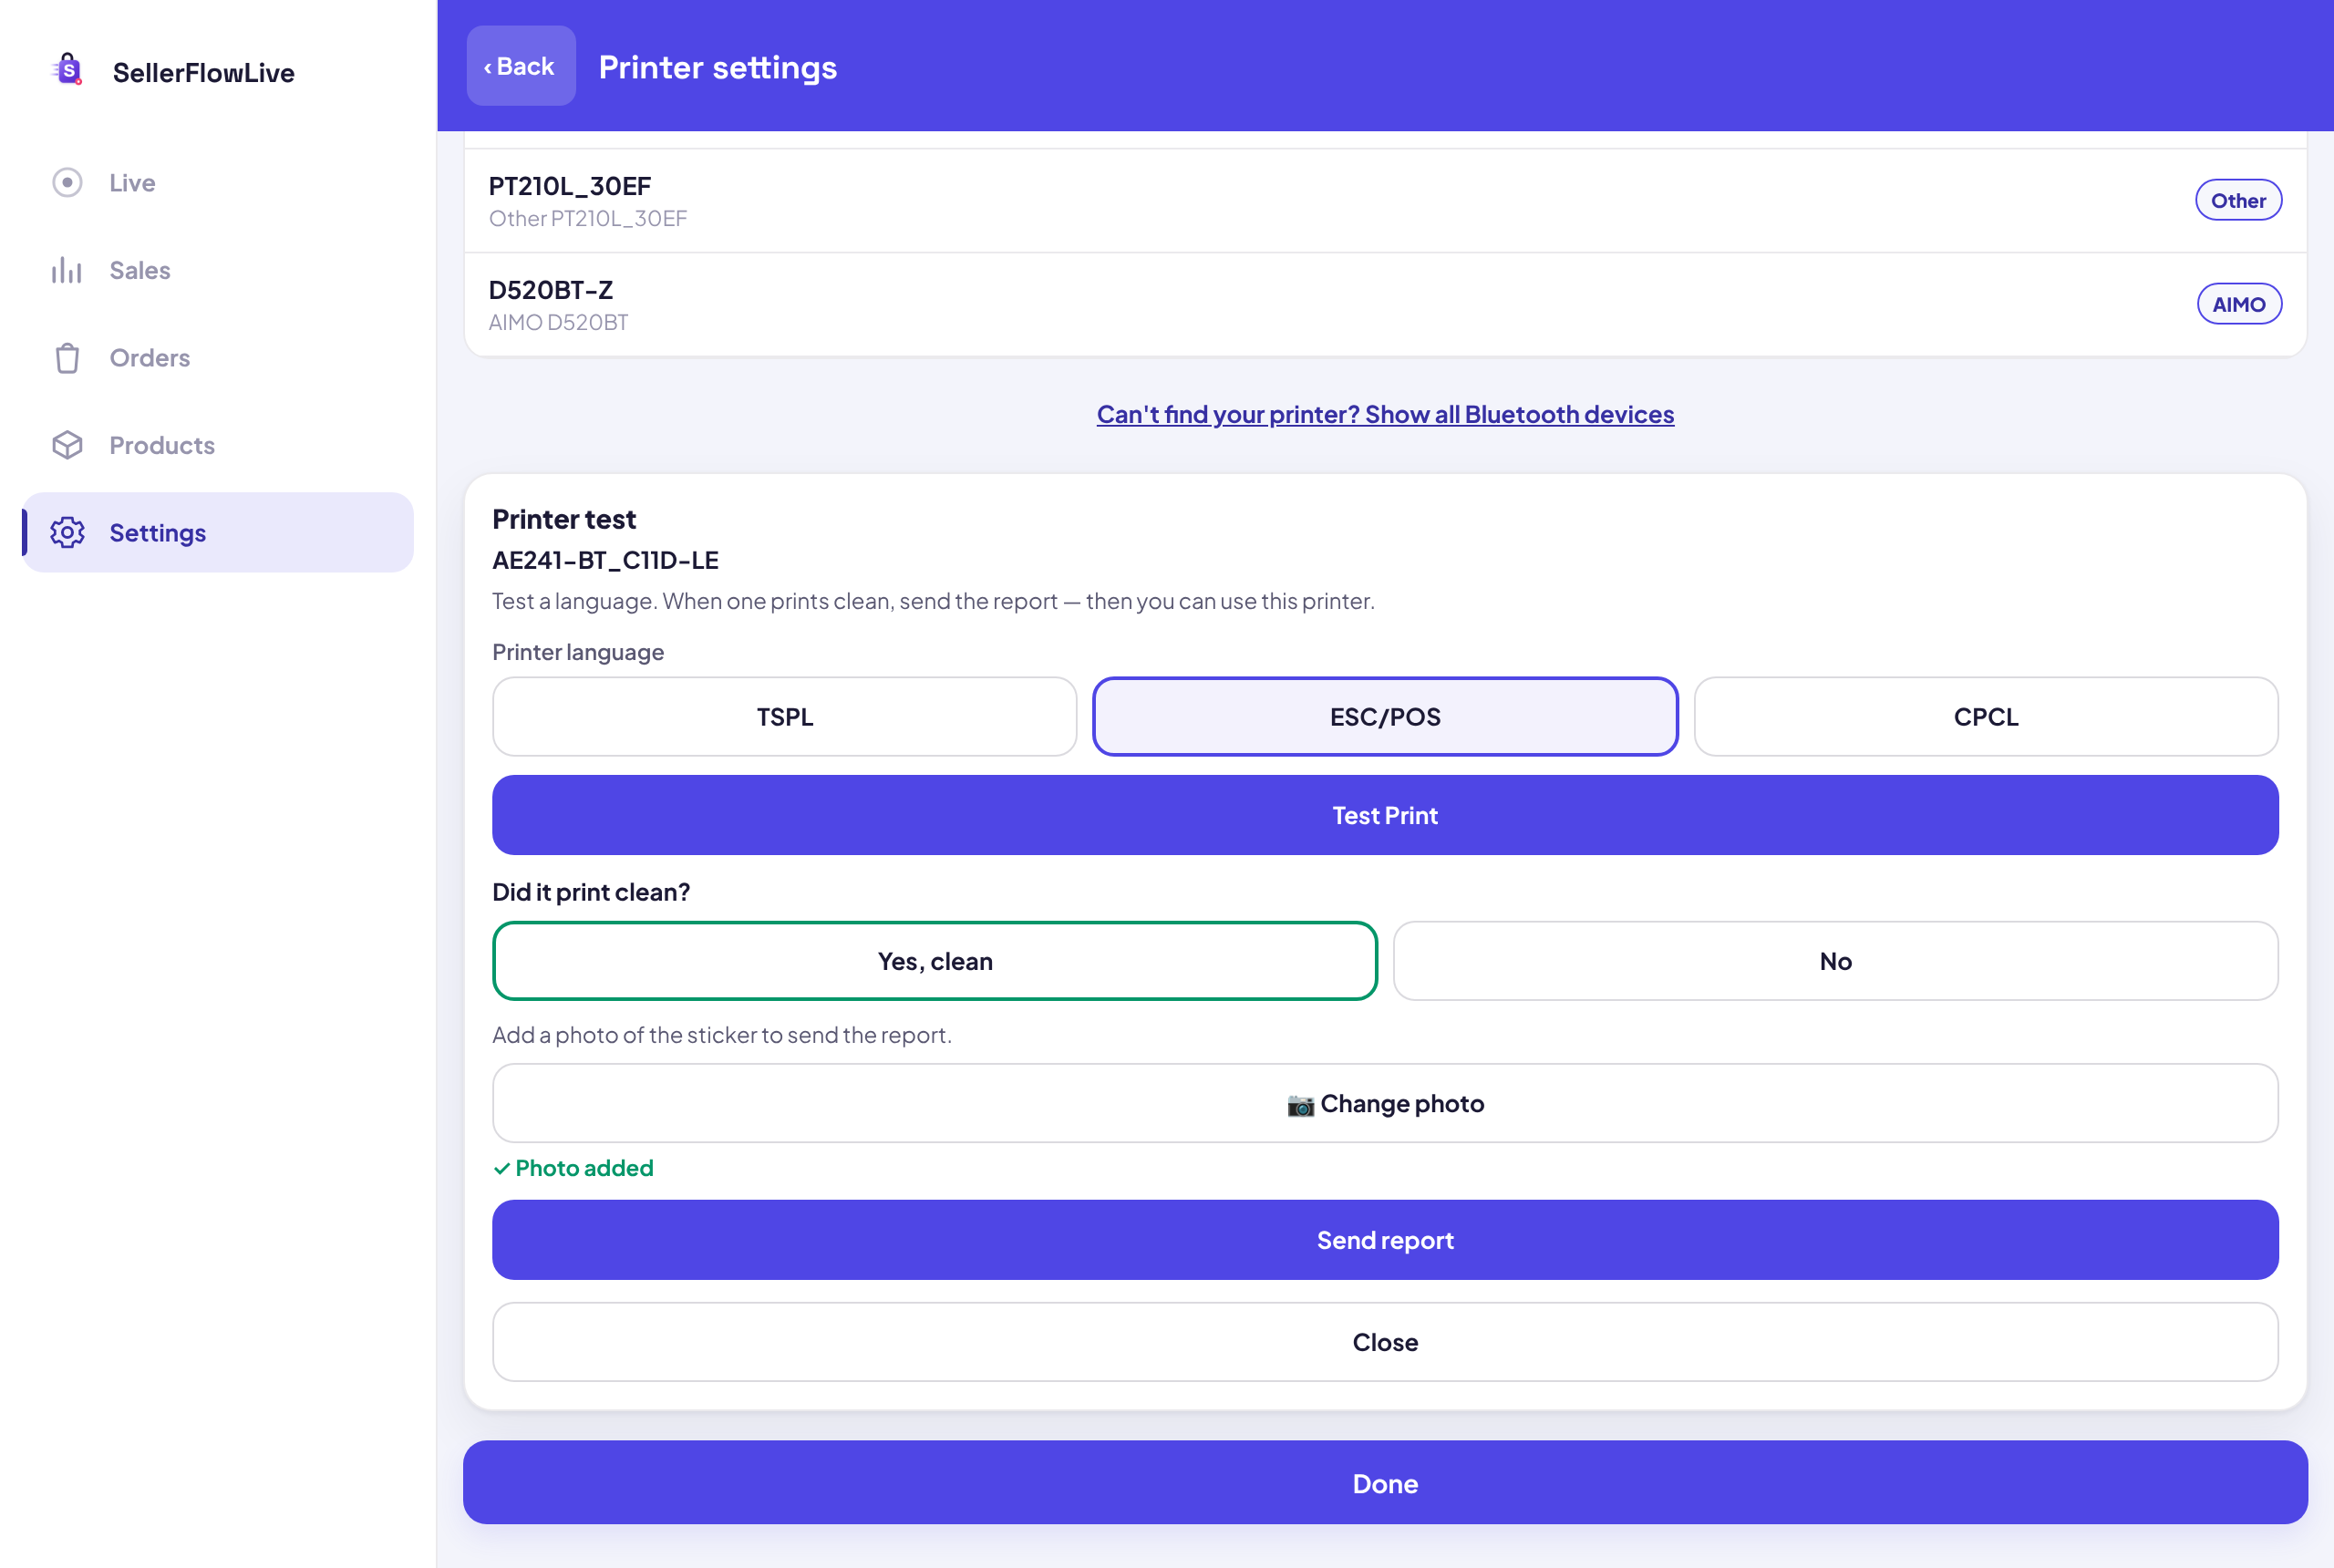 SellerFlowLive
Live
Sales
Orders
Products
Settings
‹ Back
Printer settings
PT210L_30EF
Other PT210L_30EF
Other
D520BT-Z
AIMO D520BT
AIMO
Can't find your printer? Show all Bluetooth devices
Printer test
AE241-BT_C11D-LE
Test a language. When one prints clean, send the report — then you can use this printer.
Printer language
TSPL
ESC/POS
CPCL
Test Print
Did it print clean?
Yes, clean
No
Add a photo of the sticker to send the report.
📷 Change photo
✓ Photo added
Send report
Close
Done